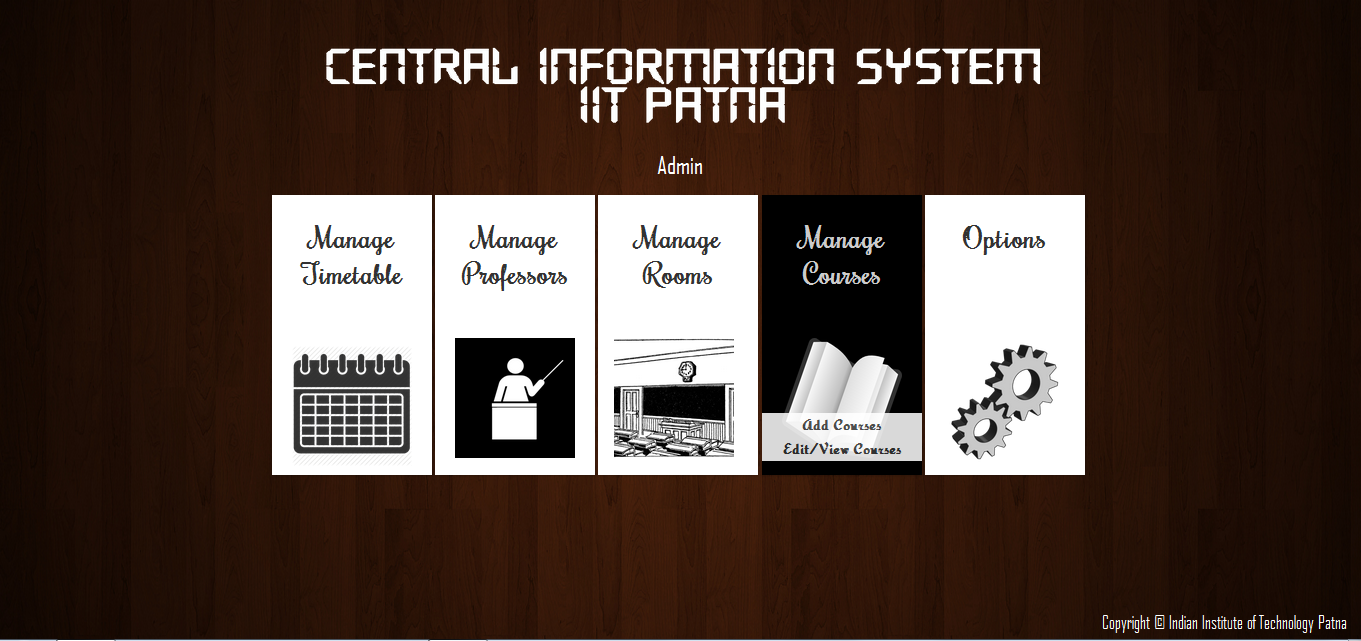 CENTRAL INFORMATION SYSTEM
IIT PATNA
Admin
Manage
Timetable
Manage
Professors
Manage
Rooms
Manage
Courses
Add Courses
Edit/View Courses
Options
Copyright © Indian Institute of Technology Patna